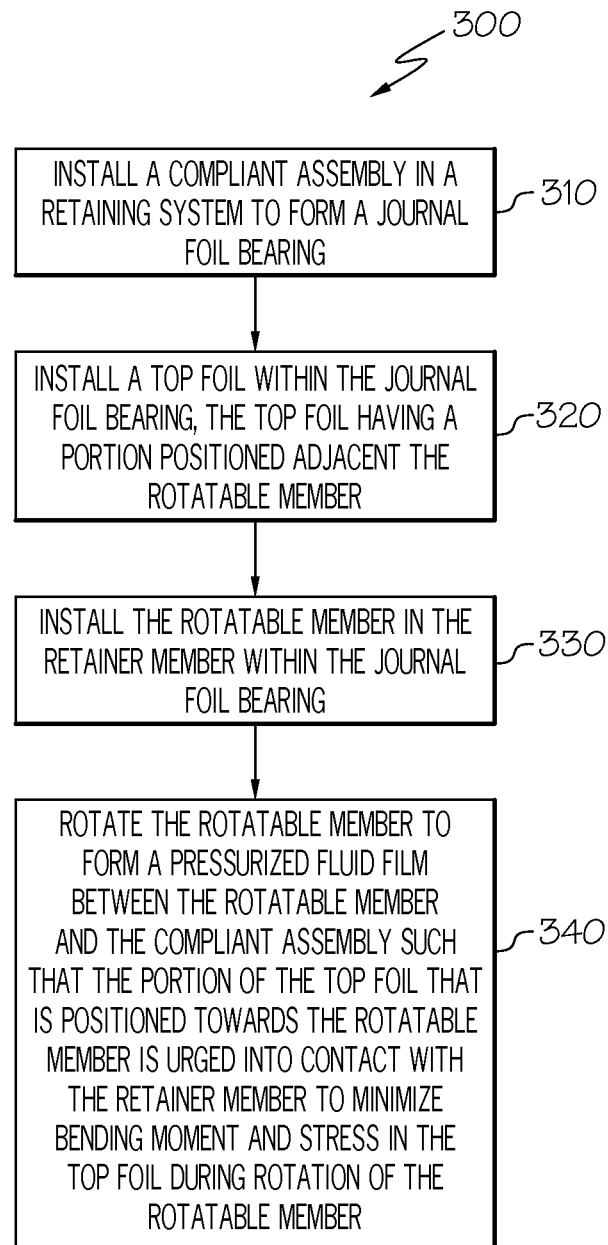 300
INSTALL A COMPLIANT ASSEMBLY IN A
RETAINING SYSTEM TO FORM A JOURNAL
FOIL BEARING
310
INSTALL A TOP FOIL WITHIN THE JOURNAL
FOIL BEARING, THE TOP FOIL HAVING A
PORTION POSITIONED ADJACENT THE
ROTATABLE MEMBER
320
INSTALL THE ROTATABLE MEMBER IN THE
RETAINER MEMBER WITHIN THE JOURNAL
FOIL BEARING
330
ROTATE THE ROTATABLE MEMBER TO
FORM A PRESSURIZED FLUID FILM
BETWEEN THE ROTATABLE MEMBER
AND THE COMPLIANT ASSEMBLY SUCH
THAT THE PORTION OF THE TOP FOIL THAT
IS POSITIONED TOWARDS THE ROTATABLE
MEMBER IS URGED INTO CONTACT WITH
THE RETAINER MEMBER TO MINIMIZE
BENDING MOMENT AND STRESS IN THE
TOP FOIL DURING ROTATION OF THE
ROTATABLE MEMBER
340